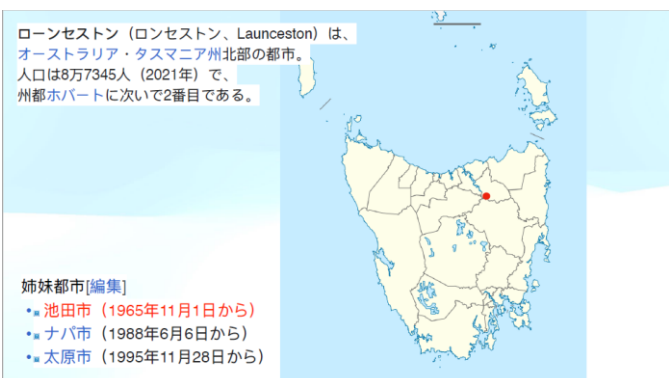 ローンセストン（ロンセストン、Launceston）は、
オーストラリア・タスマニア州北部の都市。
人口は8万7345人（2021年）で、
州都ホバートに次いで2番目である。
姉妹都市[編集]
• 池田市（1965年11月1日から）
• ナパ市（1988年6月6日から）
• 太原市（1995年11月28日から）